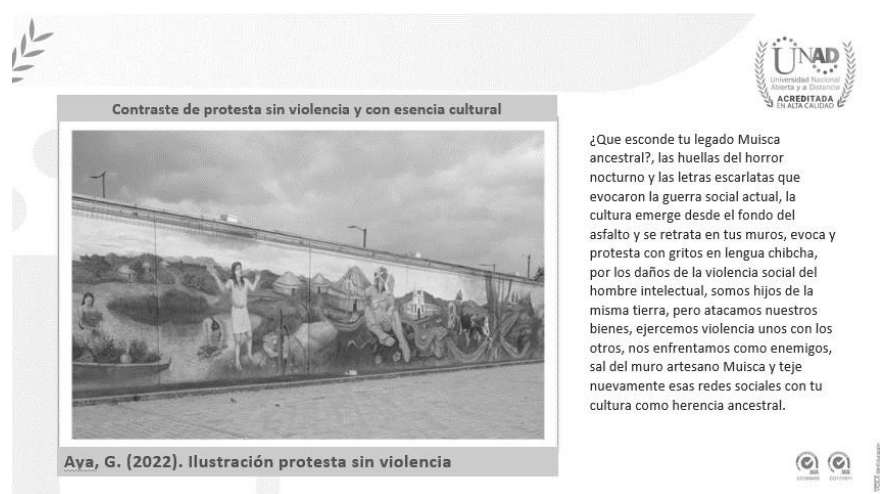 UNAD
Universidad Nacional
Abierta y a Distancia
ACREDITADA
EN ALTA CALIDAD
Contraste de protesta sin violencia y con esencia cultural
¿Que esconde tu legado Muisca
ancestral?, las huellas del horror
nocturno y las letras escarlatas que
evocaron la guerra social actual, la
cultura emerge desde el fondo del
asfalto y se retrata en tus muros, evoca y
protesta con gritos en lengua chibcha,
por los daños de la violencia social del
hombre intelectual, somos hijos de la
misma tierra, pero atacamos nuestros
bienes, ejercemos violencia unos con los
otros, nos enfrentamos como enemigos,
sal del muro artesano Muisca y teje
nuevamente esas redes sociales con tu
cultura como herencia ancestral.
Aya, G. (2022). Ilustración protesta sin violencia